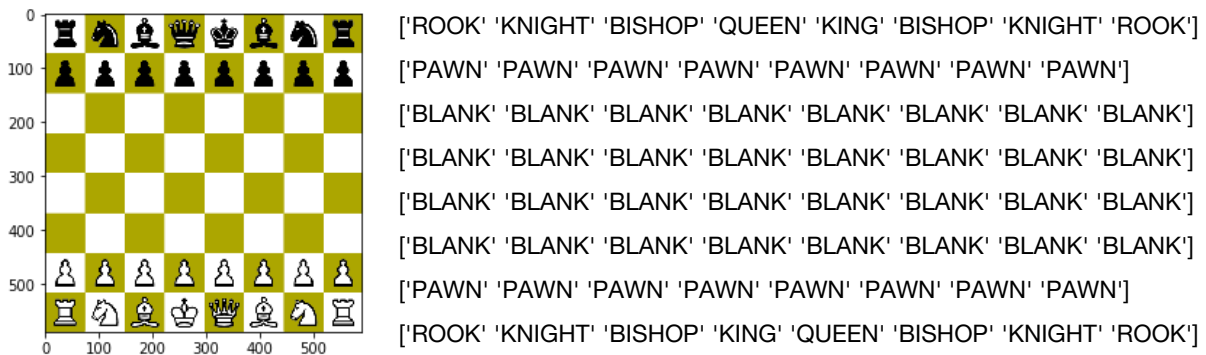 0
100
200
300
400
500
0 100 200 300 400 500
['ROOK' 'KNIGHT' 'BISHOP' 'QUEEN' 'KING' 'BISHOP' 'KNIGHT' 'ROOK']
['PAWN' 'PAWN' 'PAWN' 'PAWN' 'PAWN' 'PAWN' 'PAWN' 'PAWN']
['BLANK' 'BLANK' 'BLANK' 'BLANK' 'BLANK' 'BLANK' 'BLANK' 'BLANK']
['BLANK' 'BLANK' 'BLANK' 'BLANK' 'BLANK' 'BLANK' 'BLANK' 'BLANK']
['BLANK' 'BLANK' 'BLANK' 'BLANK' 'BLANK' 'BLANK' 'BLANK' 'BLANK']
['BLANK' 'BLANK' 'BLANK' 'BLANK' 'BLANK' 'BLANK' 'BLANK' 'BLANK']
['PAWN' 'PAWN' 'PAWN' 'PAWN' 'PAWN' 'PAWN' 'PAWN' 'PAWN']
['ROOK' 'KNIGHT' 'BISHOP' 'KING' 'QUEEN' 'BISHOP' 'KNIGHT' 'ROOK']